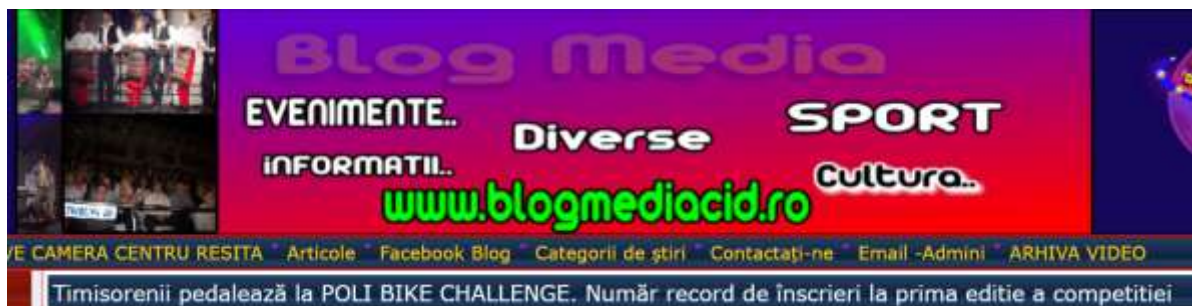 Blog Media
EVENIMENTE..
SPORT
Diverse
iNFORMATII..
Cultura..
www.blogmediacid.ro
CAMERA CENTRU RESITA Articole Facebook Blog Categorii de știri Contactați-ne Email -Admini ARHIVA VIDEO
Timisorenii pedalează la POLI BIKE CHALLENGE. Număr record de înscrieri la prima editie a competitiei